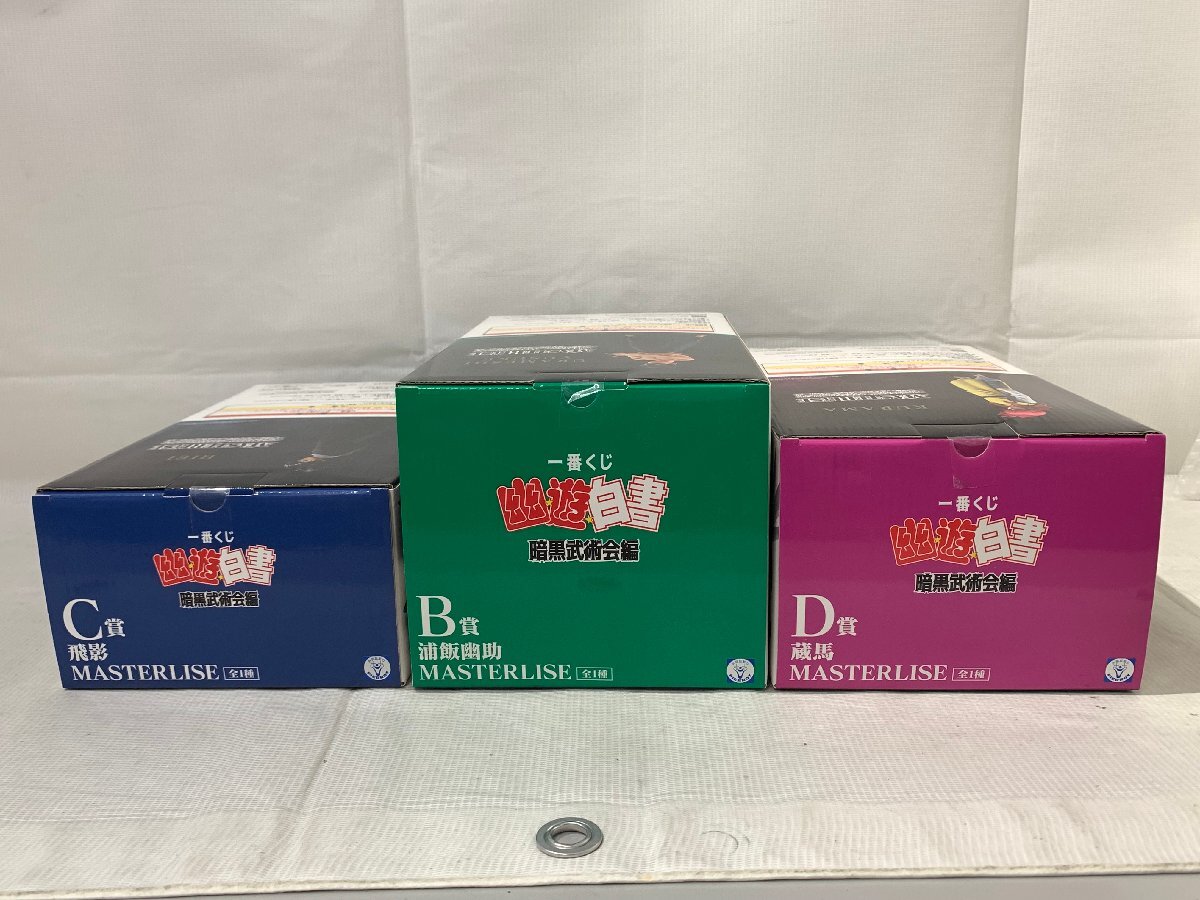 HIEI
一番くじ
幽☆遊☆白書
暗黒武術会編
C賞
飛影
MASTERLISE 全1種
一番くじ
幽☆遊☆白書
暗黒武術会編
B賞
浦飯幽助
MASTERLISE 全1種
KURAMA
一番くじ
幽☆遊☆白書
暗黒武術会編
D賞
蔵馬
MASTERLISE 全1種